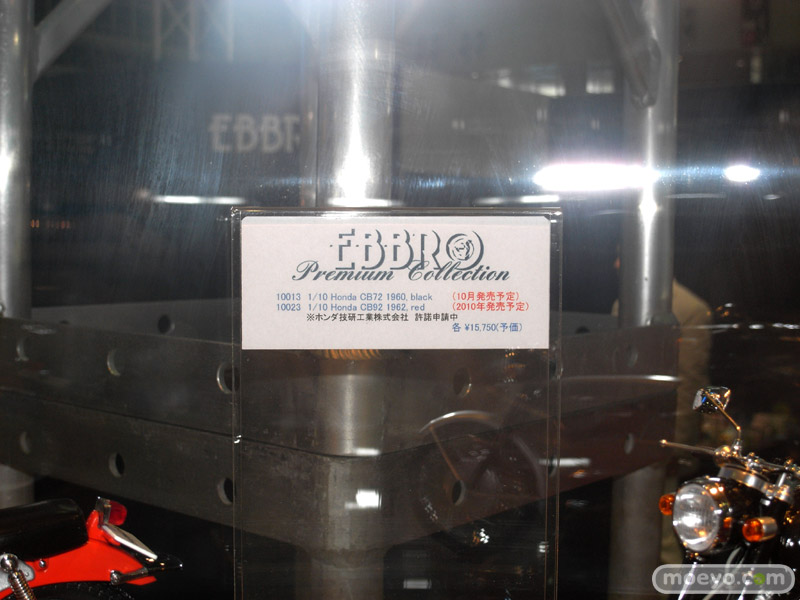 EBBR
EBBRO
Premium Collection
10013 1/10 Honda CB72 1960, black (10月発売予定)
10023 1/10 Honda CB92 1962, red (2010年発売予定)
※ホンダ技研工業株式会社 許諾申請中
各 ¥15,750(予価)
moevo.com